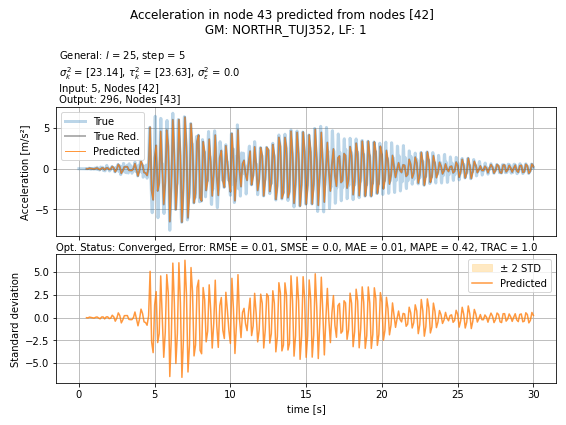 Acceleration in node 43 predicted from nodes [42]
GM: NORTHR_TUJ352, LF: 1
General: l = 25, step = 5
σ²ₖ = [23.14], τ²ₖ = [23.63], σ²ₑ = 0.0
Input: 5, Nodes [42]
Output: 296, Nodes [43]
True
True Red.
Predicted
Acceleration [m/s²]
5
0
−5
Opt. Status: Converged, Error: RMSE = 0.01, SMSE = 0.0, MAE = 0.01, MAPE = 0.42, TRAC = 1.0
± 2 STD
Predicted
Standard deviation
5.0
2.5
0.0
−2.5
−5.0
0 5 10 15 20 25 30
time [s]